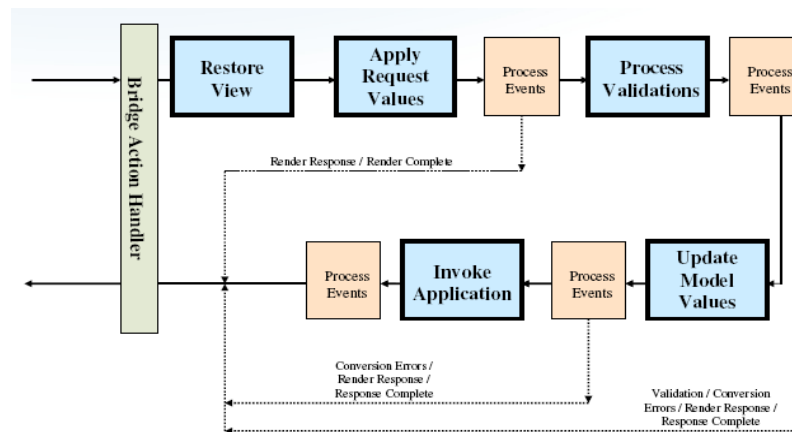 Bridge Action Handler
Restore
View
Apply
Request
Values
Process
Events
Process
Validations
Process
Events
Render Response / Render Complete
Process
Events
Invoke
Application
Process
Events
Update
Model
Values
Conversion Errors /
Render Response /
Response Complete
Validation / Conversion
Errors / Render Response /
Response Complete